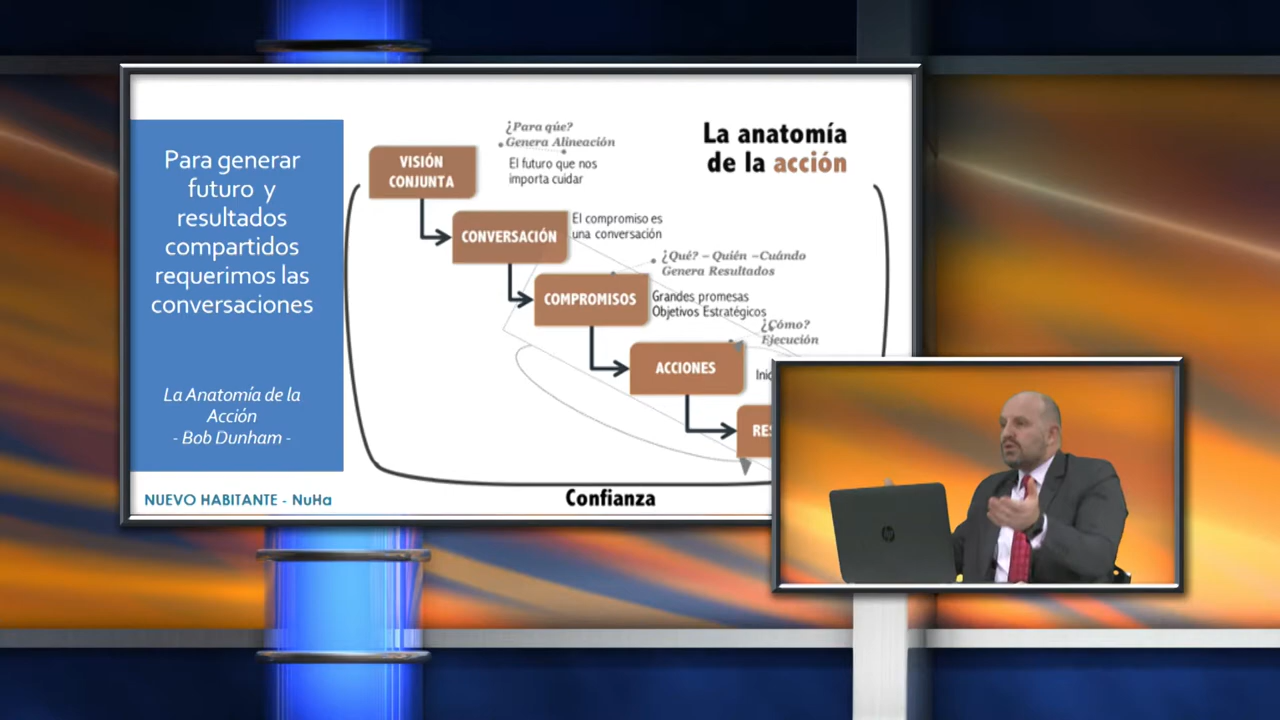 Para generar
futuro y
resultados
compartidos
requerimos las
conversaciones
La Anatomía de la
Acción
- Bob Dunham -
NUEVO HABITANTE - NuHa
La anatomía
de la acción
¿Para qúe?
Genera Alineación
El futuro que nos
importa cuidar
VISIÓN
CONJUNTA
El compromiso es
una conversación
CONVERSACIÓN
¿Qué? – Quién –Cuándo
Genera Resultados
COMPROMISOS
Grandes promesas
Objetivos Estratégicos
¿Cómo?
Ejecución
ACCIONES
Confianza
hp